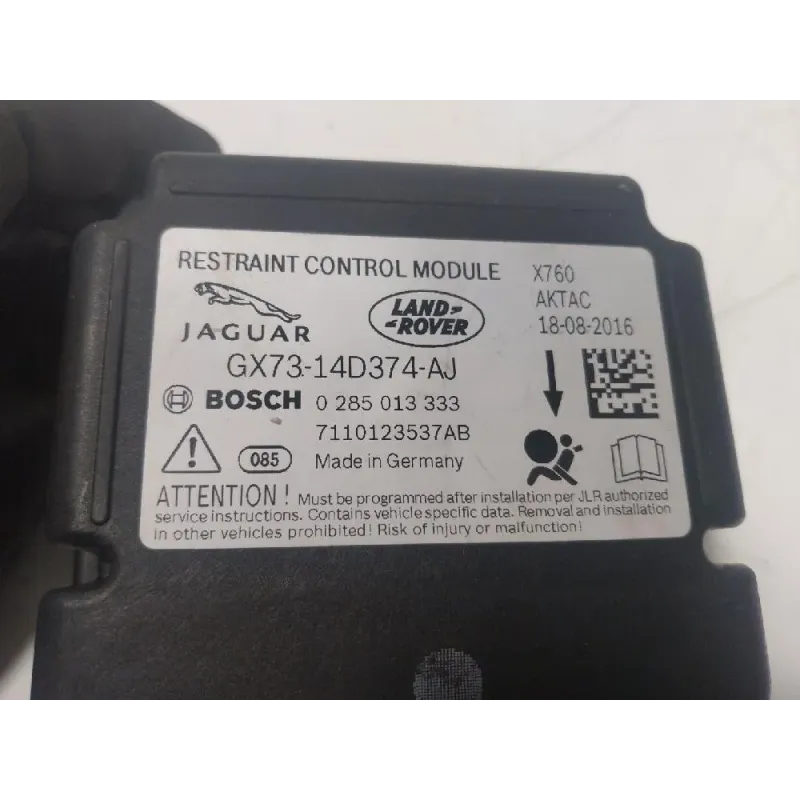 RESTRAINT CONTROL MODULE X760
AKTAC
18-08-2016
JAGUAR
LAND-
-ROVER
GX73-14D374-AJ
BOSCH 0 285 013 333
7110123537AB
085 Made in Germany
ATTENTION ! Must be programmed after installation per JLR authorized
service instructions. Contains vehicle specific data. Removal and installation
in other vehicles prohibited! Risk of injury or malfunction!